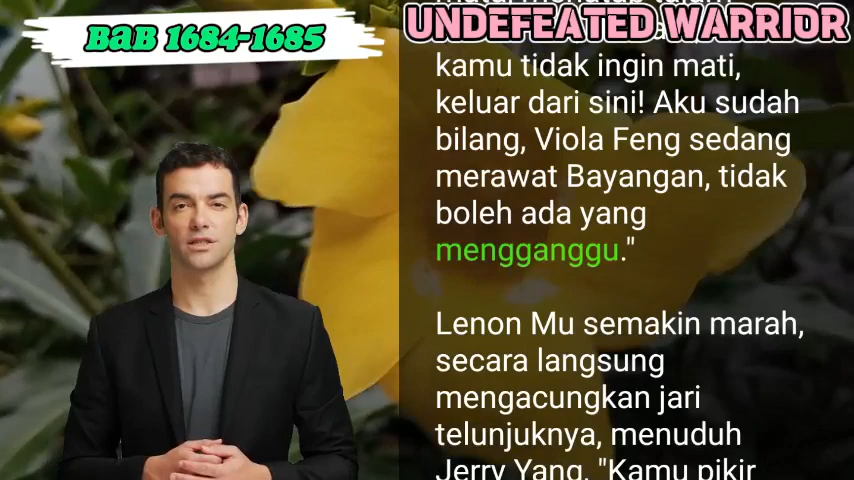 BAB 1684-1685
UNDEFEATED WARRIOR
kamu tidak ingin mati,
keluar dari sini! Aku sudah
bilang, Viola Feng sedang
merawat Bayangan, tidak
boleh ada yang
mengganggu."
Lenon Mu semakin marah,
secara langsung
mengacungkan jari
telunjuknya, menuduh
Jerry Yang, "Kamu pikir